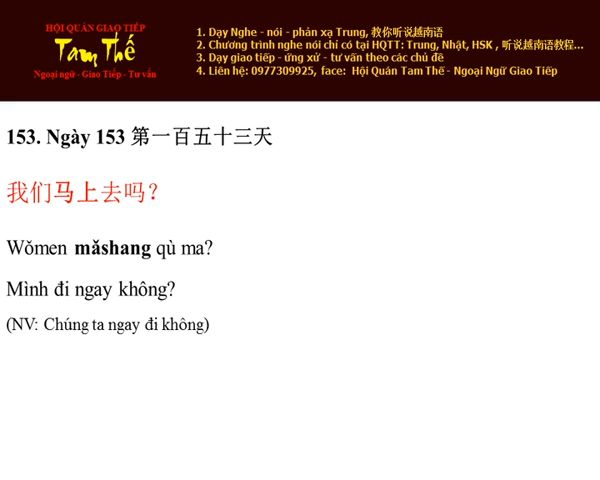 HỘI QUÁN GIAO TIẾP
Tam Thế
Ngoại ngữ - Giao Tiếp - Tư vấn
1. Dạy Nghe - nói - phản xạ Trung, 教你听说越南语
2. Chương trình nghe nói chỉ có tại HQTT: Trung, Nhật, HSK , 听说越南语教程...
3. Dạy giao tiếp - ứng xử - tư vấn theo các chủ đề
4. Liên hệ: 0977309925, face: Hội Quán Tam Thế - Ngoại Ngữ Giao Tiếp
153. Ngày 153 第一百五十三天
我们马上去吗?
Wǒmen mǎshang qù ma?
Mình đi ngay không?
(NV: Chúng ta ngay đi không)